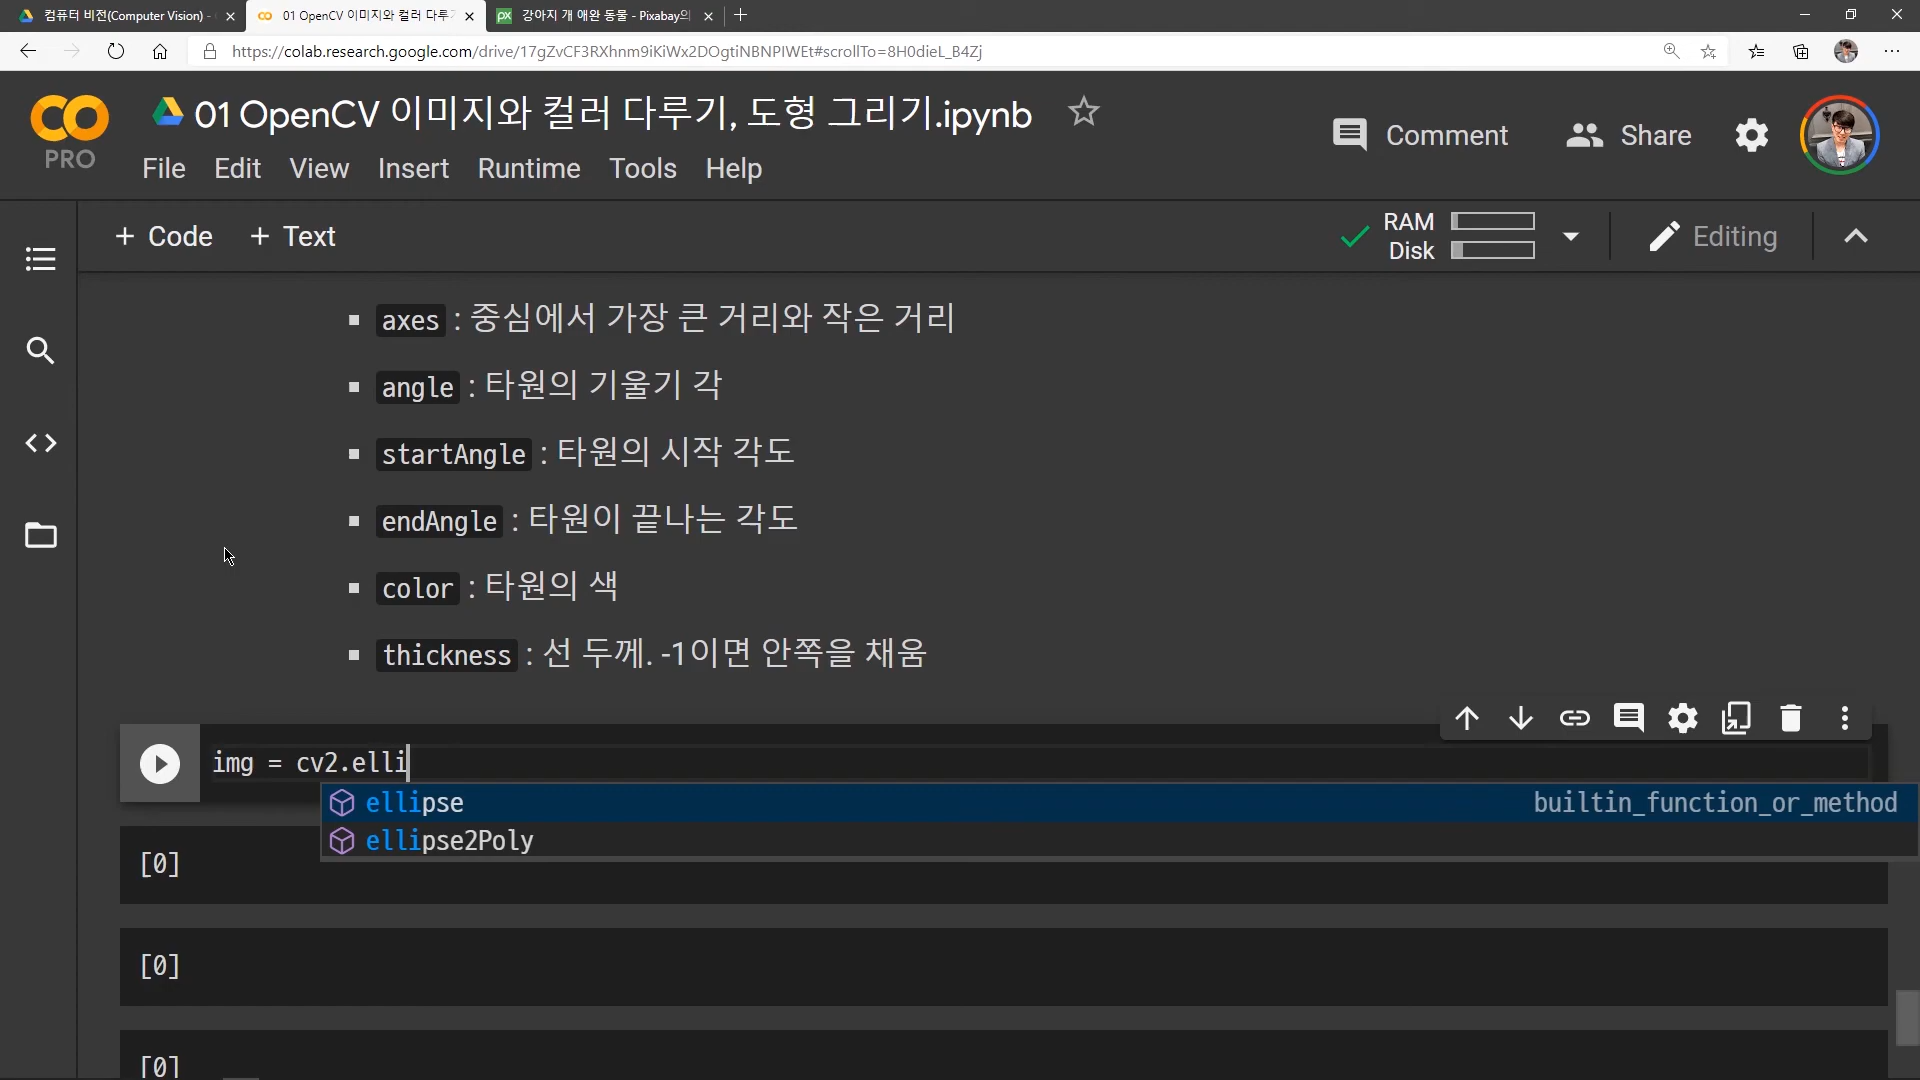 컴퓨터 비전(Computer Vision) -
01 OpenCV 이미지와 컬러 다루기
강아지 개 애완 동물 - Pixabay의
https://colab.research.google.com/drive/17gZvCF3RXhnm9iKiWx2DOgtiNBNPIWEt#scrollTo=8H0dieL_B4Zj
CO
PRO
01 OpenCV 이미지와 컬러 다루기, 도형 그리기.ipynb
Comment
Share
File Edit View Insert Runtime Tools Help
+ Code + Text
RAM
Disk
Editing
axes : 중심에서 가장 큰 거리와 작은 거리
angle : 타원의 기울기 각
startAngle : 타원의 시작 각도
endAngle : 타원이 끝나는 각도
color : 타원의 색
thickness : 선 두께. -1이면 안쪽을 채움
img = cv2.elli
ellipse builtin_function_or_method
ellipse2Poly
[0]
[0]
[0]